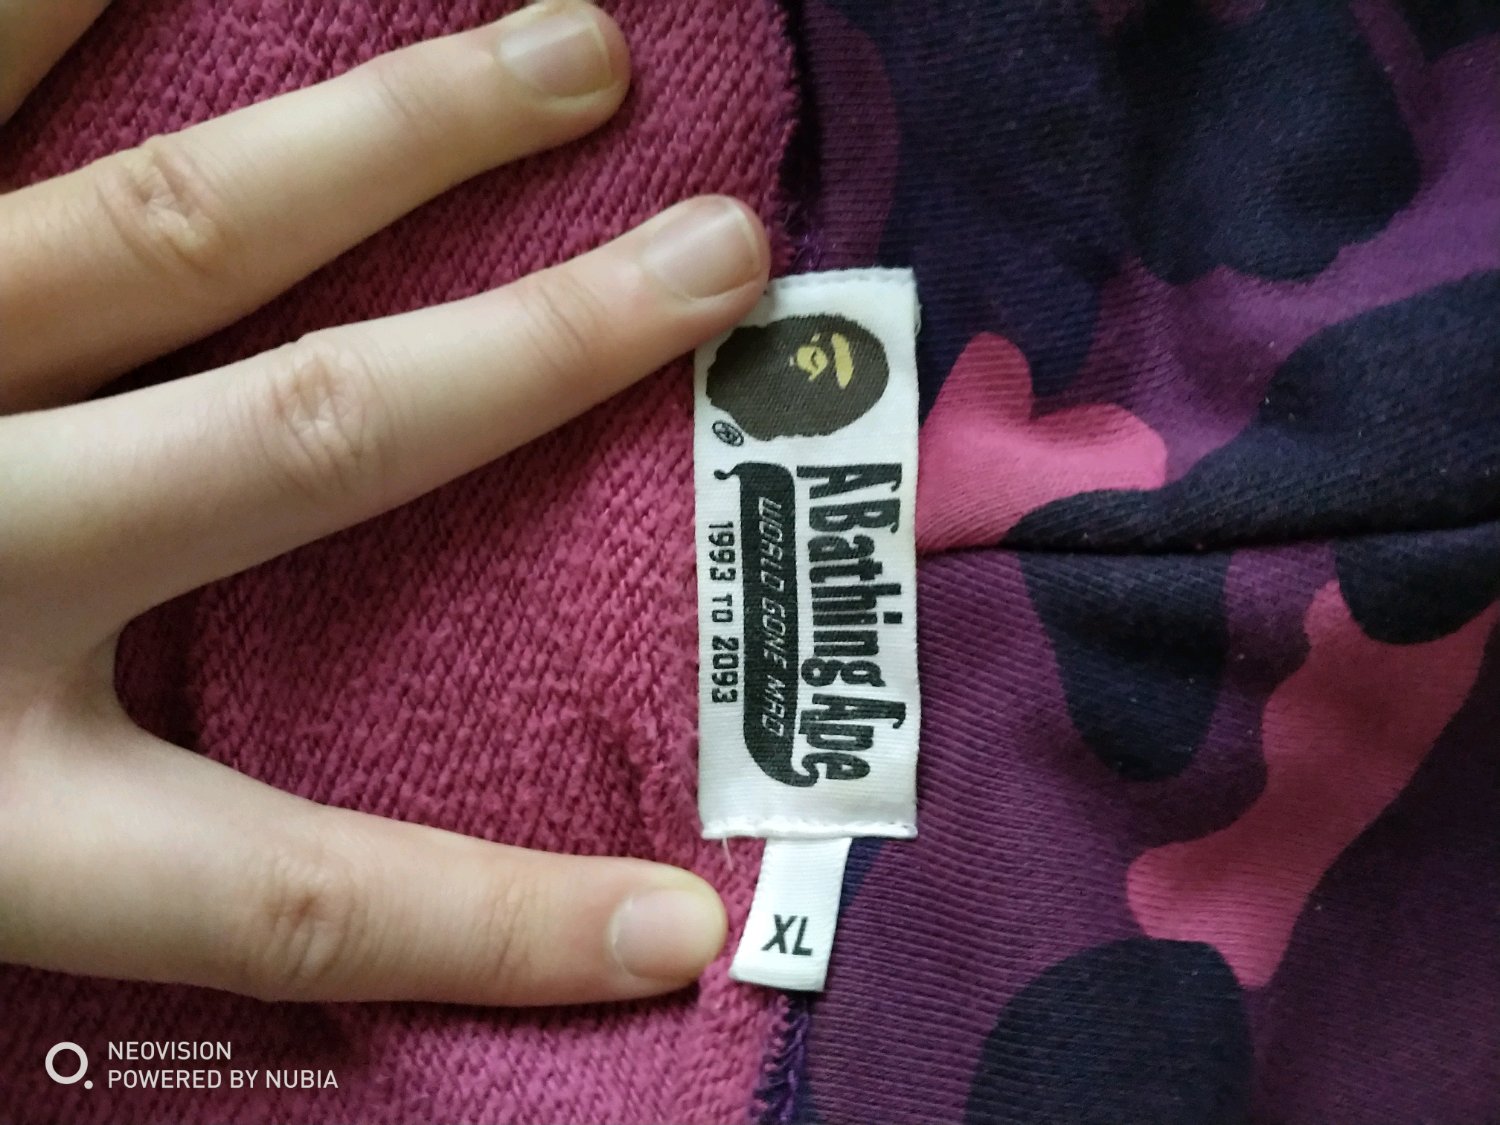 ®
A Bathing Ape
WORLD GONE MAD
1993 TO 2093
XL
NEOVISION
POWERED BY NUBIA